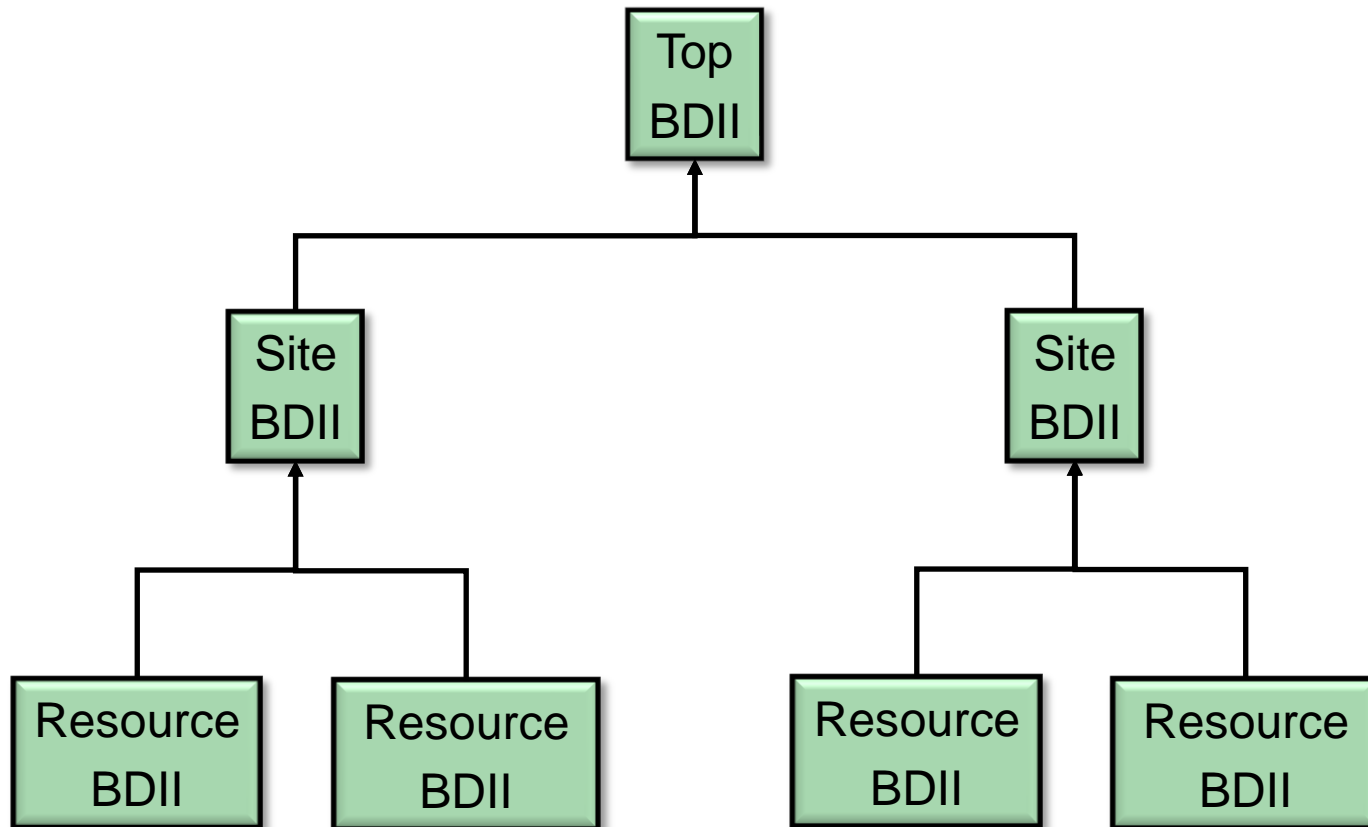 Top
BDII
Site
BDII
Site
BDII
Resource
BDII
Resource
BDII
Resource
BDII
Resource
BDII